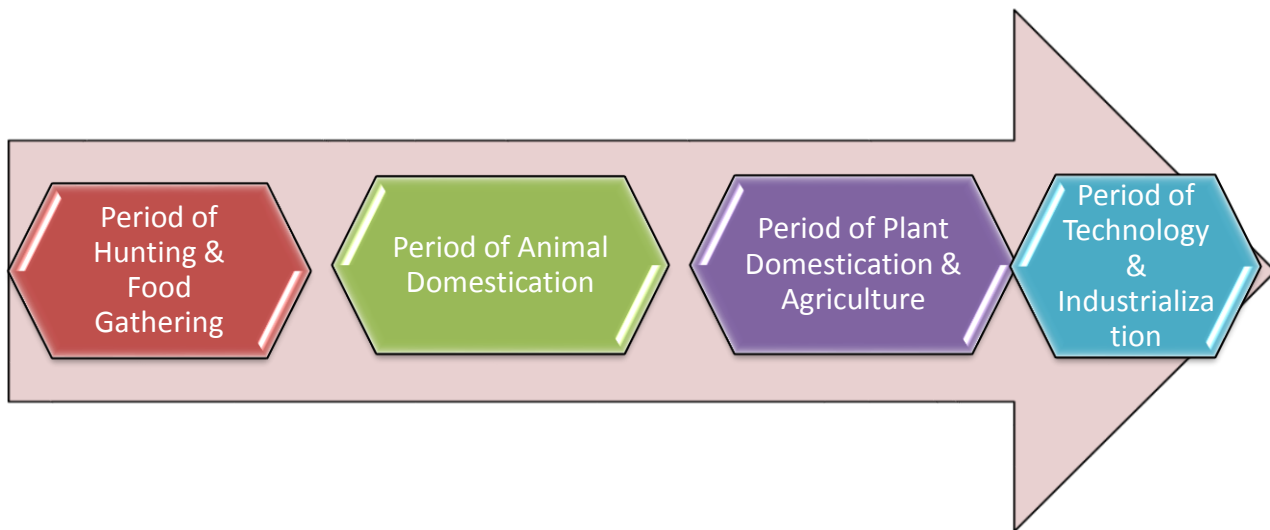 Period of
Hunting &
Food
Gathering
Period of Animal
Domestication
Period of Plant
Domestication &
Agriculture
Period of
Technology
&
Industrializa
tion